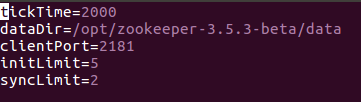 tickTime=2000
dataDir=/opt/zookeeper-3.5.3-beta/data
clientPort=2181
initLimit=5
syncLimit=2